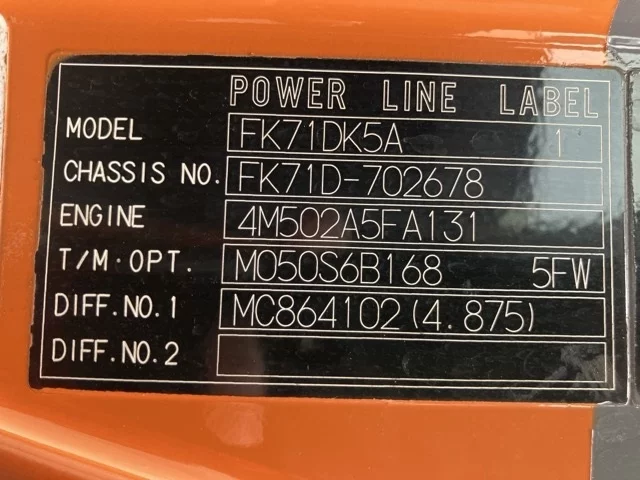 POWER LINE LABEL
MODEL FK71DK5A 1
CHASSIS NO. FK71D-702678
ENGINE 4M502A5FA131
T/M·OPT. M050S6B168 5FW
DIFF.NO.1 MC864102(4.875)
DIFF.NO.2